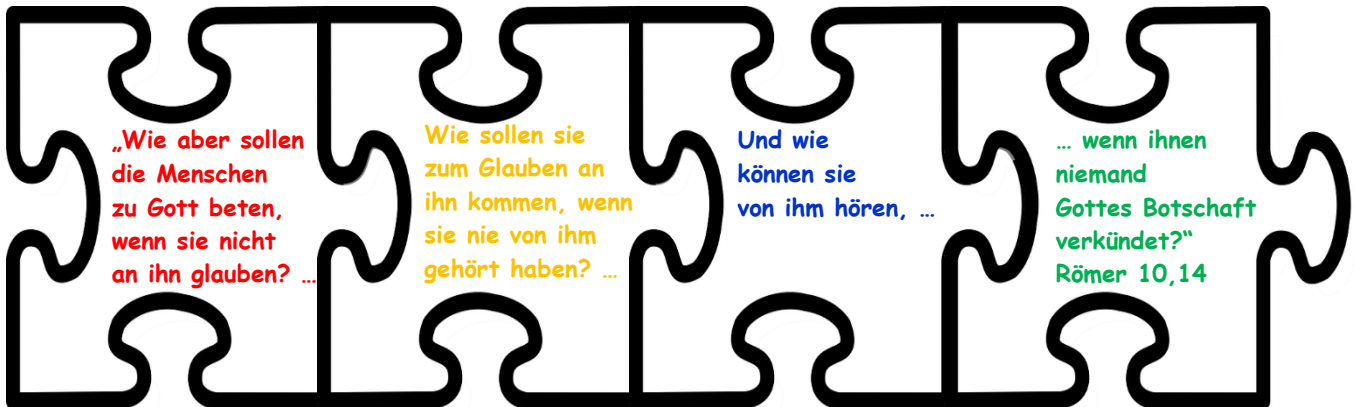 „Wie aber sollen
die Menschen
zu Gott beten,
wenn sie nicht
an ihn glauben? …
Wie sollen sie
zum Glauben an
ihn kommen, wenn
sie nie von ihm
gehört haben? …
Und wie
können sie
von ihm hören, …
… wenn ihnen
niemand
Gottes Botschaft
verkündet?“
Römer 10,14